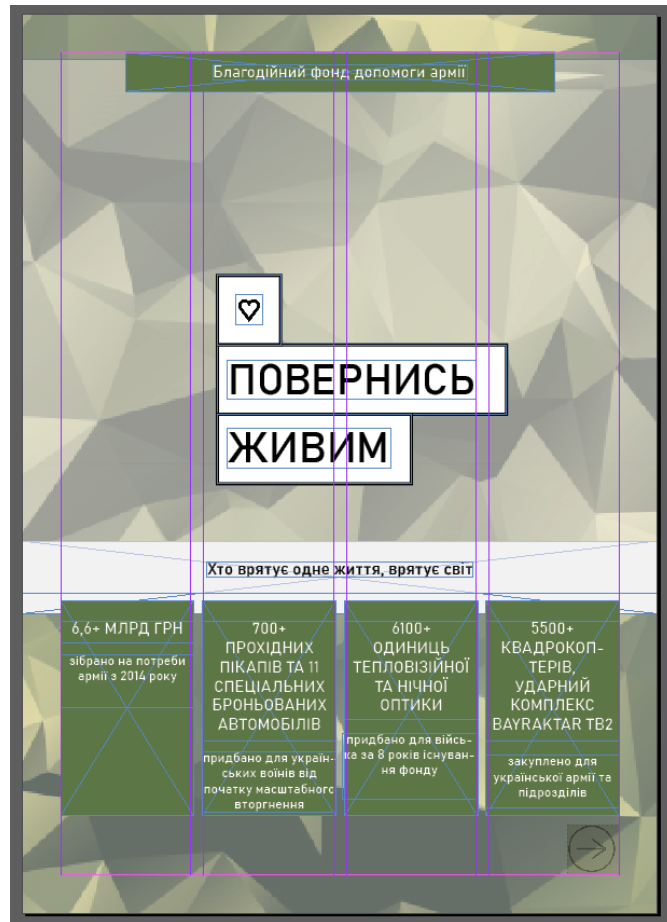 Благодійний фонд допомоги армії
ПОВЕРНИСЬ
ЖИВИМ
Хто врятує одне життя, врятує світ
6,6+ МЛРД ГРН
зібрано на потреби
армії з 2014 року
700+
ПРОХІДНИХ
ПІКАПІВ ТА 11
СПЕЦІАЛЬНИХ
БРОНЬОВАНИХ
АВТОМОБІЛІВ
придбано для україн-
ських воїнів від
початку масштабного
вторгнення
6100+
ОДИНИЦЬ
ТЕПЛОВІЗІЙНОЇ
ТА НІЧНОЇ
ОПТИКИ
придбано для війсь-
ка за 8 років існуван-
ня фонду
5500+
КВАДРОКОП-
ТЕРІВ,
УДАРНИЙ
КОМПЛЕКС
BAYRAKTAR TB2
закуплено для
української армії та
підрозділів